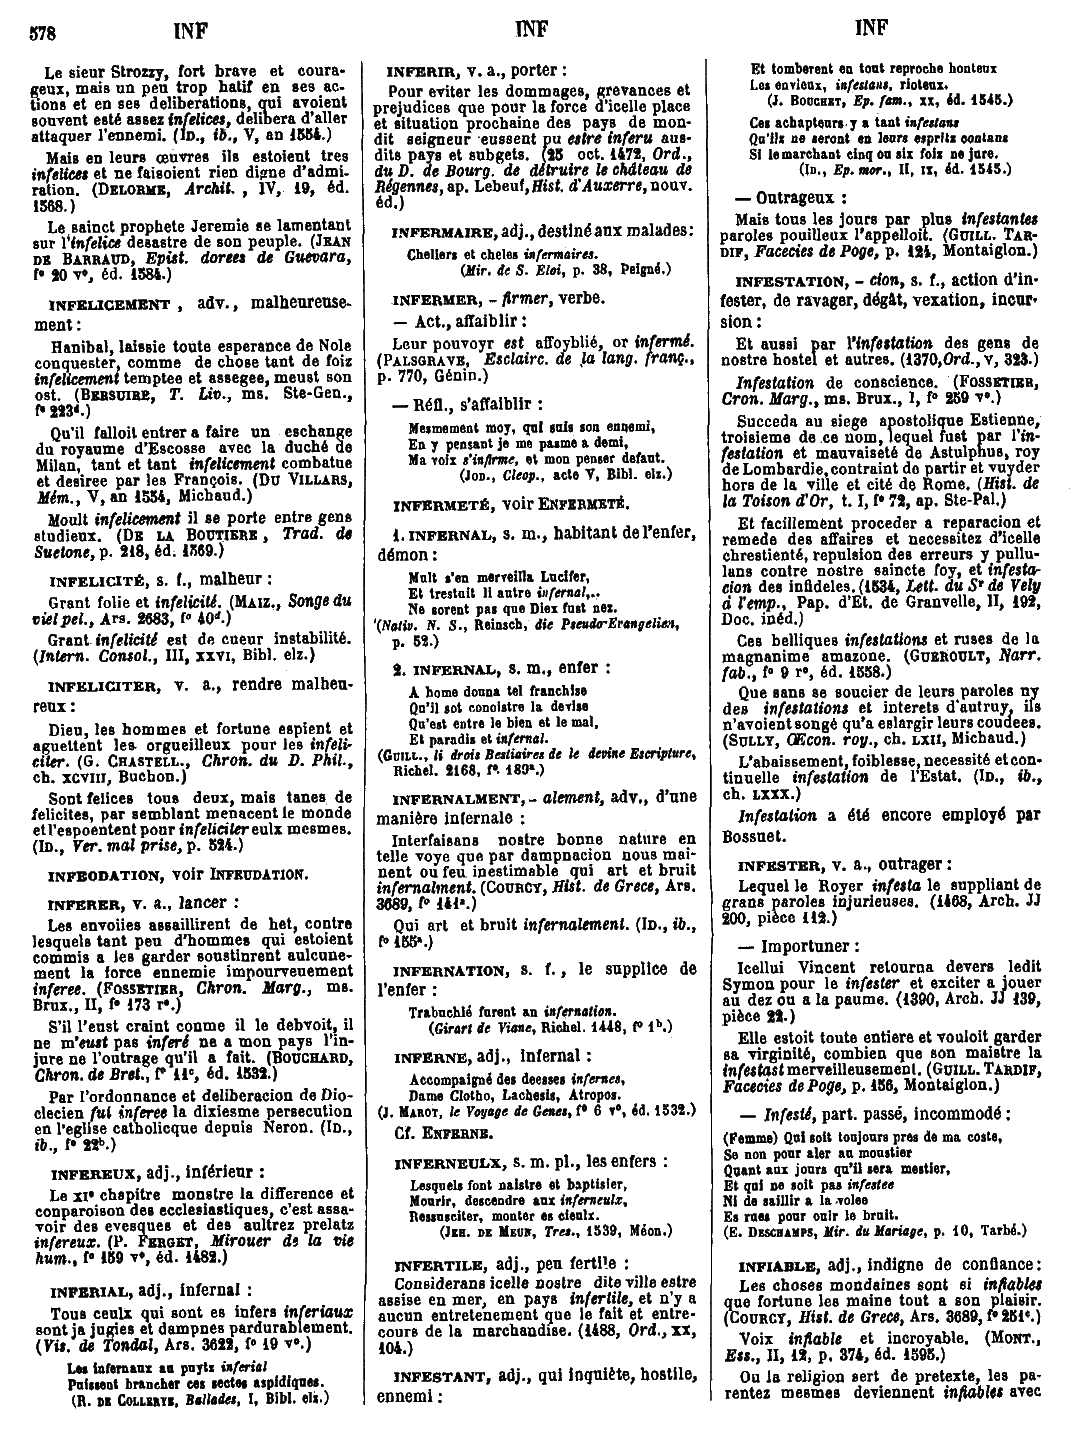 578 INF INF INF
Le sieur Strozzy, fort brave et coura-
geux, mais un peu trop hatif en ses ac-
tions et en ses deliberations, qui avoient
souvent esté assez infelices, delibera d'aller
attaquer l'ennemi. (ID., ib., V, an 1554.)
Mais en leurs œuvres ils estoient tres
infelices et ne faisoient rien digne d'admi-
ration. (DELORME, Archit. , IV, 19, éd.
1568.)
Le sainct prophete Jeremie se lamentant
sur l'infelice desastre de son peuple. (JEAN
DE BARRAUD, Epist. dorees de Guevara,
f° 20 v°, éd. 1584.)
INFELICEMENT , adv., malheureuse-
ment :
Hanibal, laissie toute esperance de Nole
conquester, comme de chose tant de foiz
infelicement temptee et assegee, meust son
ost. (BERSUIRE, T. Liv., ms. Ste-Gen.,
f° 223ᵈ.)
Qu'il falloit entrer a faire un eschange
du royaume d'Escosse avec la duché de
Milan, tant et tant infelicement combatue
et desiree par les François. (DU VILLARS,
Mém., V, an 1554, Michaud.)
Moult infelicement il se porte entre gens
studieux. (DE LA BOUTIERE , Trad. de
Suetone, p. 218, éd. 1569.)
INFELICITÉ, s. f., malheur :
Grant folie et infelicité. (MAIZ., Songe du
viel pel., Ars. 2683, f° 40ᵈ.)
Grant infelicité est de cueur instabilité.
(Intern. Consol., III, XXVI, Bibl. elz.)
INFELICITER, v. a., rendre malheu-
reux :
Dieu, les hommes et fortune espient et
aguettent les orgueilleux pour les infeli-
citer. (G. CHASTELL., Chron. du D. Phil.,
ch. XCVIII, Buchon.)
Sont felices tous deux, mais tanes de
felicites, par semblant menacent le monde
et l'espoentent pour infeliciter eulx mesmes.
(ID., Ver. mal prise, p. 524.)
INFEODATION, voir INFEUDATION.
INFERER, v. a., lancer :
Les envoiies assaillirent de het, contre
lesquels tant peu d'hommes qui estoient
commis a les garder soustinrent aulcune-
ment la force ennemie impourveuement
inferee. (FOSSETIER, Chron. Marg., ms.
Brux., II, f° 173 r°.)
S'il l'eust craint conme il le debvoit, il
ne m'eust pas inferé ne a mon pays l'in-
jure ne l'outrage qu'il a fait. (BOUCHARD,
Chron. de Bret., f° 11ᶜ, éd. 1532.)
Par l'ordonnance et deliberacion de Dio-
clecien fut inferee la dixiesme persecution
en l'eglise catholicque depuis Neron. (ID.,
ib., f° 22ᵇ.)
INFEREUX, adj., inférieur :
Le XIᵉ chapitre monstre la difference et
conparoison des ecclesiastiques, c'est assa-
voir des evesques et des aultrez prelatz
infereux. (P. FERGET, Mirouer de la vie
hum., f° 159 v°, éd. 1482.)
INFERIAL, adj., infernal :
Tous ceulx qui sont es infers inferiaux
sont ja jugies et dampnes pardurablement.
(Vis. de Tondal, Ars. 3622, f° 19 v°.)
Les infernaux au puytz inferial
Puissent brancher ces sectes aspidiques.
(R. DE COLLERYE, Ballades, I, Bibl. elz.)
INFERIR, v. a., porter :
Pour eviter les dommages, grevances et
prejudices que pour la force d'icelle place
et situation prochaine des pays de mon-
dit seigneur eussent pu estre inferu aus-
dits pays et subgets. (25 oct. 1472, Ord.,
du D. de Bourg. de détruire le château de
Régennes, ap. Lebeuf, Hist. d'Auxerre, nouv.
éd.)
INFERMAIRE, adj., destiné aux malades :
Cheliers et cheles infermaires.
(Mir. de S. Eloi, p. 38, Peigné.)
INFERMER, - firmer, verbe.
— Act., affaiblir :
Leur pouvoyr est affoyblié, or infermé.
(PALSGRAVE, Esclairc. de la lang. franç.,
p. 770, Génin.)
— Réfl., s'affaiblir :
Mesmement moy, qui suis son ennemi,
En y pensant je me pasme a demi,
Ma voix s'infirme, et mon penser defaut.
(JOD., Cleop., acte V, Bibl. elz.)
INFERMETÉ, voir ENFERMETÉ.
1. INFERNAL, s. m., habitant de l'enfer,
démon :
Mult s'en merveilla Lucifer,
Et trestuit li autre infernal,..
Ne sorent pas que Diex fust nez.
(Nativ. N. S., Reinsch, die Pseudo-Evangelien,
p. 52.)
2. INFERNAL, s. m., enfer :
A home donna tel franchise
Qu'il sot conoistre la devise
Qu'est entre le bien et le mal,
Et paradis et infernal.
(GUILL., li drois Bestiaires de le devine Escripture,
Richel. 2168, f° 189ᵃ.)
INFERNALMENT, - alement, adv., d'une
manière infernale :
Interfaisans nostre bonne nature en
telle voye que par dampnacion nous mai-
nent ou feu inestimable qui art et bruit
infernalment. (COURCY, Hist. de Grece, Ars.
3689, f° 141ᵃ.)
Qui art et bruit infernalement. (ID., ib.,
f° 155ᵃ.)
INFERNATION, s. f. , le supplice de
l'enfer :
Trabuchié furent an infernation.
(Girart de Viane, Richel. 1448, f° 1ᵇ.)
INFERNE, adj., infernal :
Accompaigné des deesses infernes,
Dame Clotho, Lachesis, Atropos.
(J. MAROT, le Voyage de Genes, f° 6 v°, éd. 1532.)
Cf. ENFERNE.
INFERNEULX, s. m. pl., les enfers :
Lesquels font naistre et baptisier,
Mourir, descendre aux inferneulx,
Ressusciter, monter es cieulx.
(JEH. DE MEUN, Tres., 1539, Méon.)
INFERTILE, adj., peu fertile :
Considerans icelle nostre dite ville estre
assise en mer, en pays infertile, et n'y a
aucun entretenement que le fait et entre-
cours de la marchandise. (1488, Ord., XX,
104.)
INFESTANT, adj., qui inquiète, hostile,
ennemi :
Et tomberent en tout reproche honteux
Les envieux, infestans, rioteux.
(J. BOUCHET, Ep. fam., XX, éd. 1545.)
Ces achapteurs y a tant infestans
Qu'ilz ne seront en leurs espritz contans
Si le marchant cinq ou six foix ne jure.
(ID., Ep. mor., II, IX, éd. 1545.)
— Outrageux :
Mais tous les jours par plus infestantes
paroles pouilleux l'appelloit. (GUILL. TAR-
DIF, Facecies de Poge, p. 124, Montaiglon.)
INFESTATION, - cion, s. f., action d'in-
fester, de ravager, dégât, vexation, incur-
sion :
Et aussi par l'infestation des gens de
nostre hostel et autres. (1370, Ord., V, 323.)
Infestation de conscience. (FOSSETIER,
Cron. Marg., ms. Brux., I, f° 259 v°.)
Succeda au siege apostolique Estienne,
troisieme de ce nom, lequel fust par l'in-
festation et mauvaiseté de Astulphus, roy
de Lombardie, contraint de partir et vuyder
hors de la ville et cité de Rome. (Hist. de
la Toison d'Or, t. I, f° 72, ap. Ste-Pal.)
Et facillement proceder a reparacion et
remede des affaires et necessitez d'icelle
chrestienté, repulsion des erreurs y pullu-
lans contre nostre saincte foy, et infesta-
cion des infideles. (1534, Lett. du Sʳ de Vely
à l'emp., Pap. d'Et. de Granvelle, II, 192,
Doc. inéd.)
Ces belliques infestations et ruses de la
magnanime amazone. (GUEROULT, Narr.
fab., f° 9 r°, éd. 1558.)
Que sans se soucier de leurs paroles ny
des infestations et interets d'autruy, ils
n'avoient songé qu'a eslargir leurs coudees.
(SULLY, Œcon. roy., ch. LXII, Michaud.)
L'abaissement, foiblesse, necessité et con-
tinuelle infestation de l'Estat. (ID., ib.,
ch. LXXX.)
Infestation a été encore employé par
Bossuet.
INFESTER, v. a., outrager :
Lequel le Royer infesta le suppliant de
grans paroles injurieuses. (1468, Arch. JJ
200, pièce 112.)
— Importuner :
Icellui Vincent retourna devers ledit
Symon pour le infester et exciter a jouer
au dez ou a la paume. (1390, Arch. JJ 139,
pièce 22.)
Elle estoit toute entiere et vouloit garder
sa virginité, combien que son maistre la
infestast merveilleusement. (GUILL. TARDIF,
Facecies de Poge, p. 156, Montaiglon.)
— Infesté, part. passé, incommodé :
(Femme) Qui soit toujours pres de ma coste,
Se non pour aler au moustier
Quant aux jours qu'il sera mestier,
Et qui ne soit pas infestee
Ni de saillir a la volee
Es rues pour ouir le bruit.
(E. DESCHAMPS, Mir. du Mariage, p. 10, Tarbé.)
INFIABLE, adj., indigne de confiance :
Les choses mondaines sont si infiables
que fortune les maine tout a son plaisir.
(COURCY, Hist. de Grece, Ars. 3689, f° 251ᶜ.)
Voix infiable et incroyable. (MONT.,
Ess., II, 12, p. 374, éd. 1595.)
Ou la religion sert de pretexte, les pa-
rentez mesmes deviennent infiables avec